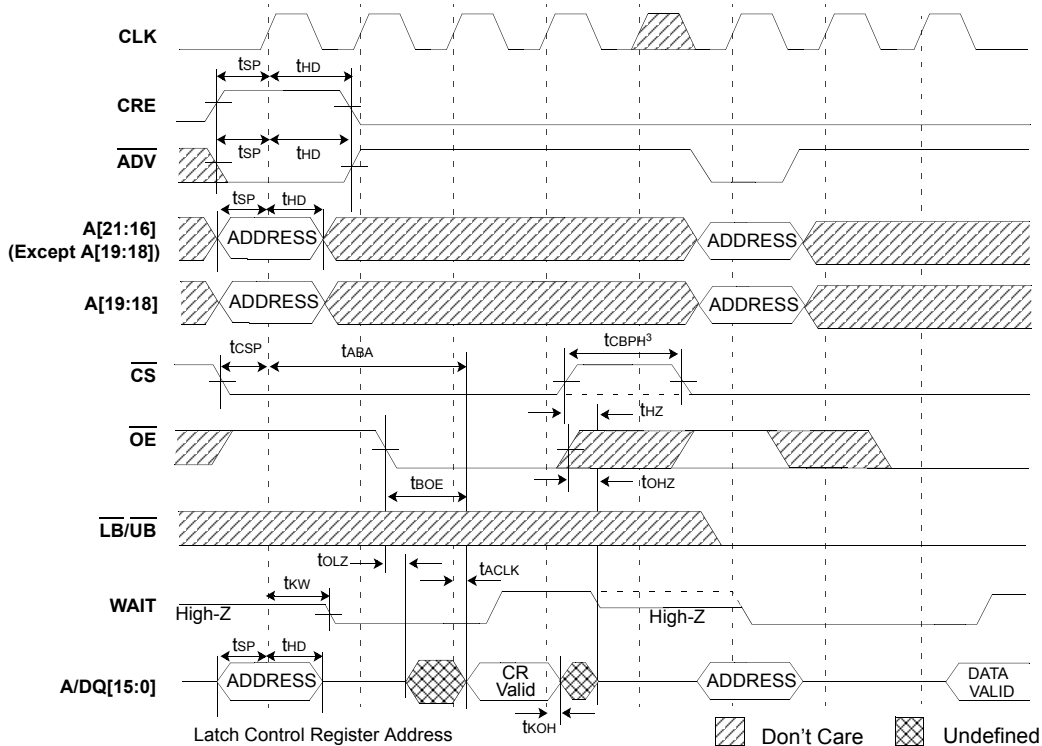 CLK
tSP tHD
CRE
tSP tHD
ADV
tSP tHD
A[21:16]
(Except A[19:18])
ADDRESS
ADDRESS
A[19:18]
ADDRESS
ADDRESS
tCSP
tABA
tCBPH3
CS
tHZ
OE
tBOE
tOHZ
LB/UB
tOLZ
tACLK
tKW
WAIT
High-Z
High-Z
tSP tHD
A/DQ[15:0]
ADDRESS
CR
Valid
ADDRESS
DATA
VALID
tKOH
Latch Control Register Address
Don't Care
Undefined